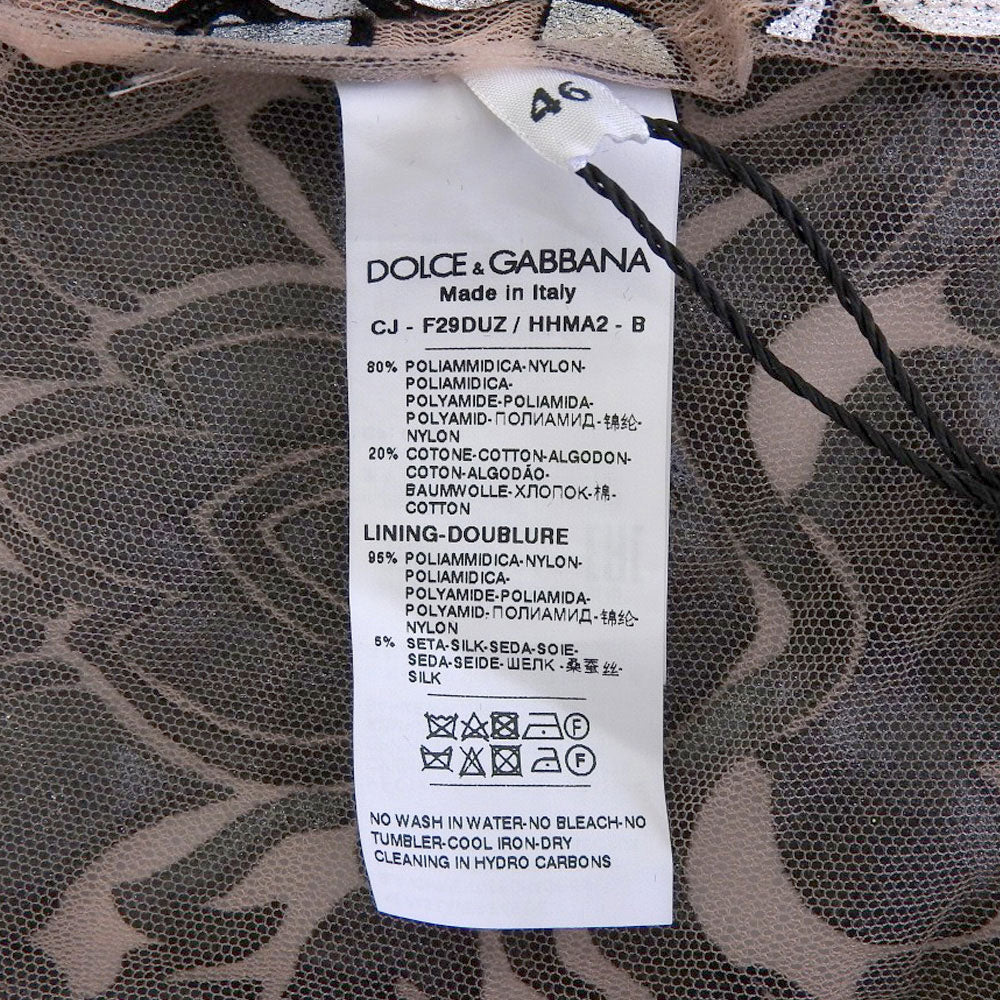 46
DOLCE & GABBANA
Made in Italy
CJ - F29DUZ / HHMA2 - B
80% POLIAMMIDICA-NYLON-
POLIAMIDICA-
POLYAMIDE-POLIAMIDA-
POLYAMID-ПОЛИАМИД-锦纶-
NYLON
20% COTONE-COTTON-ALGODON-
COTON-ALGODÃO-
BAUMWOLLE-ХЛОПОК-棉-
COTTON
LINING-DOUBLURE
95% POLIAMMIDICA-NYLON-
POLIAMIDICA-
POLYAMIDE-POLIAMIDA-
POLYAMID-ПОЛИАМИД-锦纶-
NYLON
5% SETA-SILK-SEDA-SOIE-
SEDA-SEIDE-ШЕЛК -桑蚕丝-
SILK
F
F
NO WASH IN WATER-NO BLEACH-NO
TUMBLER-COOL IRON-DRY
CLEANING IN HYDRO CARBONS